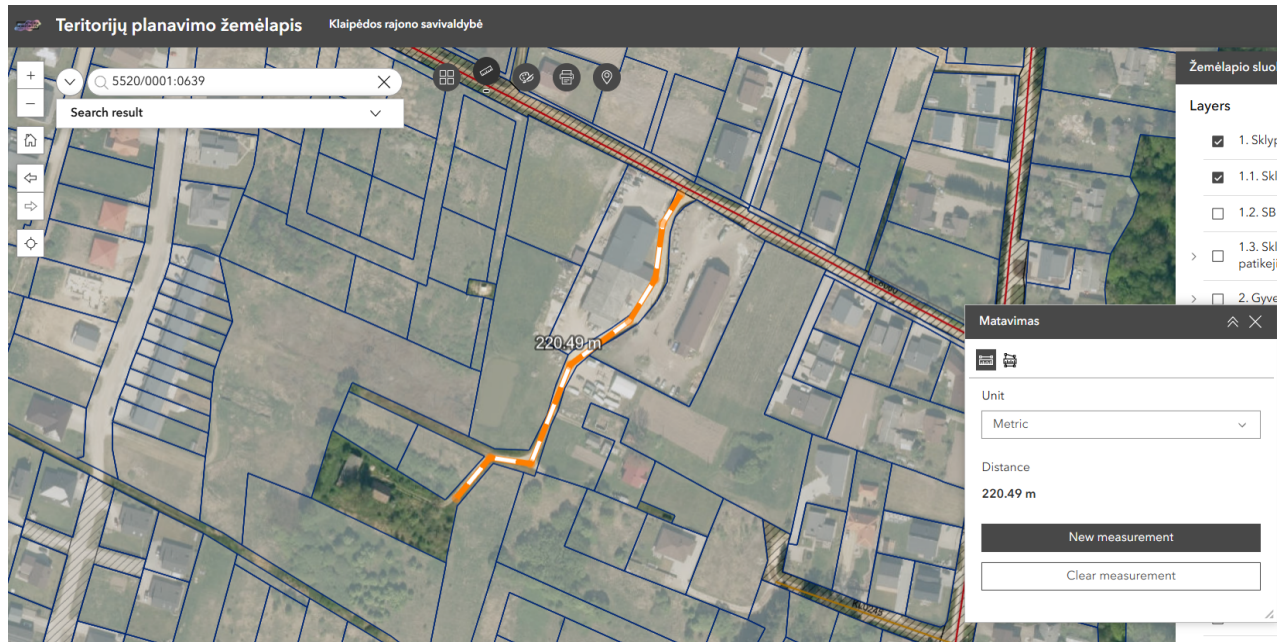 Teritorijų planavimo žemėlapis
Klaipėdos rajono savivaldybė
+
5520/0001:0639
−
Search result
Žemėlapio sluo
Layers
1. Sklyp
1.1. Skl
1.2. SB
1.3. Skl
patikeji
2. Gyve
220.49 m
Matavimas
Unit
Metric
Distance
220.49 m
New measurement
Clear measurement
KL0245